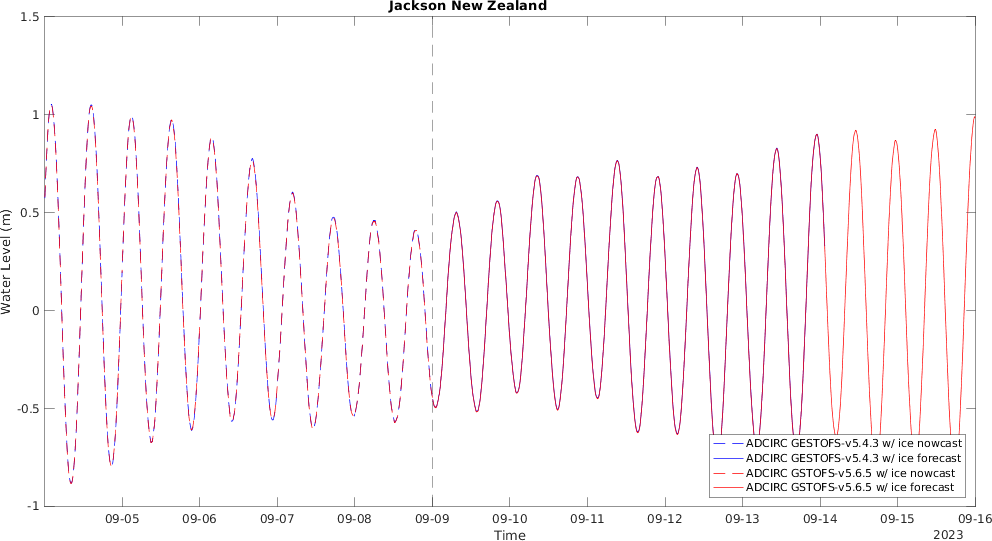 Jackson New Zealand
1.5
1
0.5
0
-0.5
-1
Water Level (m)
09-05
09-06
09-07
09-08
09-09
09-10
09-11
09-12
09-13
09-14
09-15
09-16
Time
2023
ADCIRC GESTOFS-v5.4.3 w/ ice nowcast
ADCIRC GESTOFS-v5.4.3 w/ ice forecast
ADCIRC GSTOFS-v5.6.5 w/ ice nowcast
ADCIRC GSTOFS-v5.6.5 w/ ice forecast